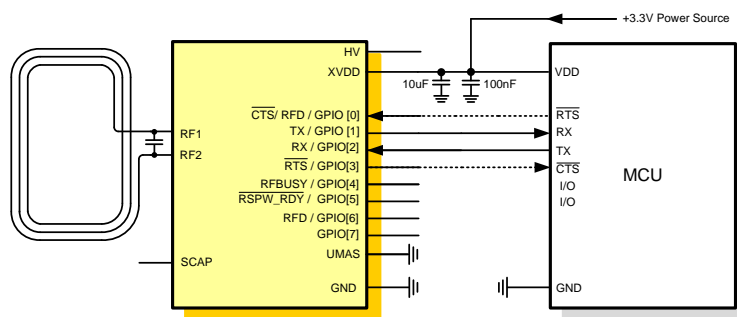 +3.3V Power Source
HV
XVDD
10uF
100nF
VDD
CTS/ RFD / GPIO [0]
RTS
TX / GPIO [1]
RX
RF1
RX / GPIO[2]
TX
RF2
RTS / GPIO[3]
CTS
MCU
RFBUSY / GPIO[4]
I/O
RSPW_RDY / GPIO[5]
I/O
RFD / GPIO[6]
GPIO[7]
UMAS
SCAP
GND
GND